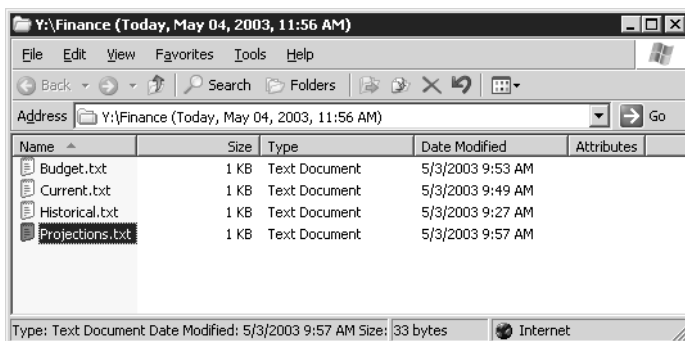 Y:\Finance (Today, May 04, 2003, 11:56 AM)
File Edit View Favorites Tools Help
Back Search Folders
Address Y:\Finance (Today, May 04, 2003, 11:56 AM) Go
Name Size Type Date Modified Attributes
Budget.txt 1 KB Text Document 5/3/2003 9:53 AM
Current.txt 1 KB Text Document 5/3/2003 9:49 AM
Historical.txt 1 KB Text Document 5/3/2003 9:27 AM
Projections.txt 1 KB Text Document 5/3/2003 9:57 AM
Type: Text Document Date Modified: 5/3/2003 9:57 AM Size: 33 bytes Internet